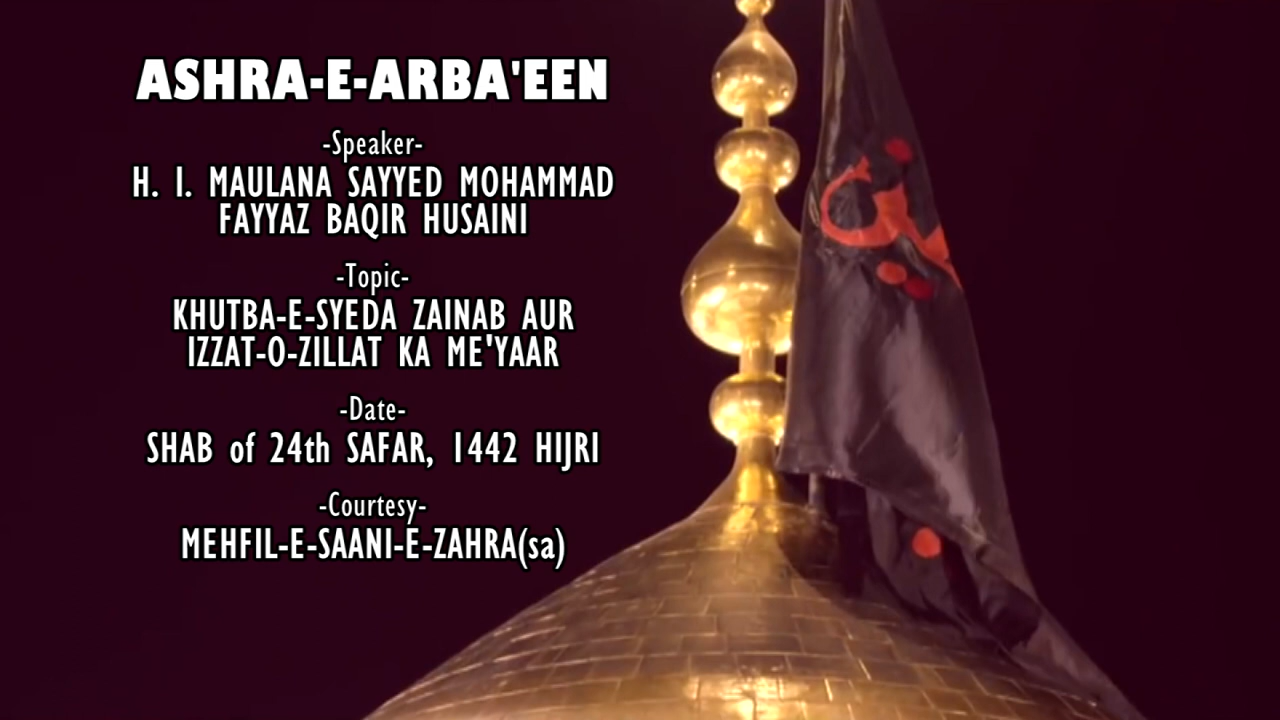 ASHRA-E-ARBA'EEN
-Speaker-
H. I. MAULANA SAYYED MOHAMMAD
FAYYAZ BAQIR HUSAINI
-Topic-
KHUTBA-E-SYEDA ZAINAB AUR
IZZAT-O-ZILLAT KA ME'YAAR
-Date-
SHAB of 24th SAFAR, 1442 HIJRI
-Courtesy-
MEHFIL-E-SAANI-E-ZAHRA(sa)